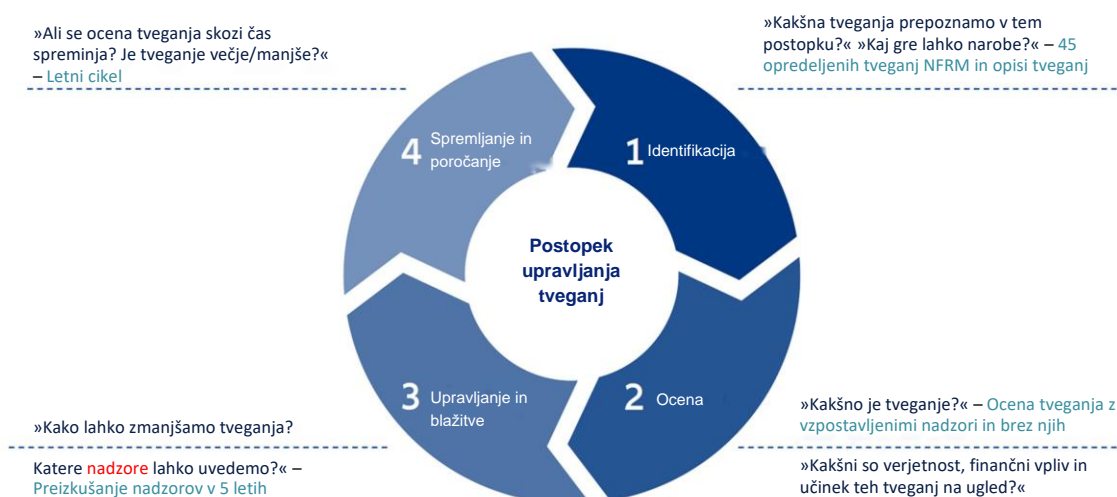 »Ali se ocena tveganja skozi čas
spreminja? Je tveganje večje/manjše?«
– Letni cikel
»Kakšna tveganja prepoznamo v tem
postopku?« »Kaj gre lahko narobe?« – 45
opredeljenih tveganj NFRM in opisi tveganj
4 Spremljanje in
poročanje
1 Identifikacija
Postopek
upravljanja
tveganj
3 Upravljanje in
blažitve
2 Ocena
»Kako lahko zmanjšamo tveganja?
Katere nadzore lahko uvedemo?« –
Preizkušanje nadzorov v 5 letih
»Kakšno je tveganje?« – Ocena tveganja z
vzpostavljenimi nadzori in brez njih
»Kakšni so verjetnost, finančni vpliv in
učinek teh tveganj na ugled?«